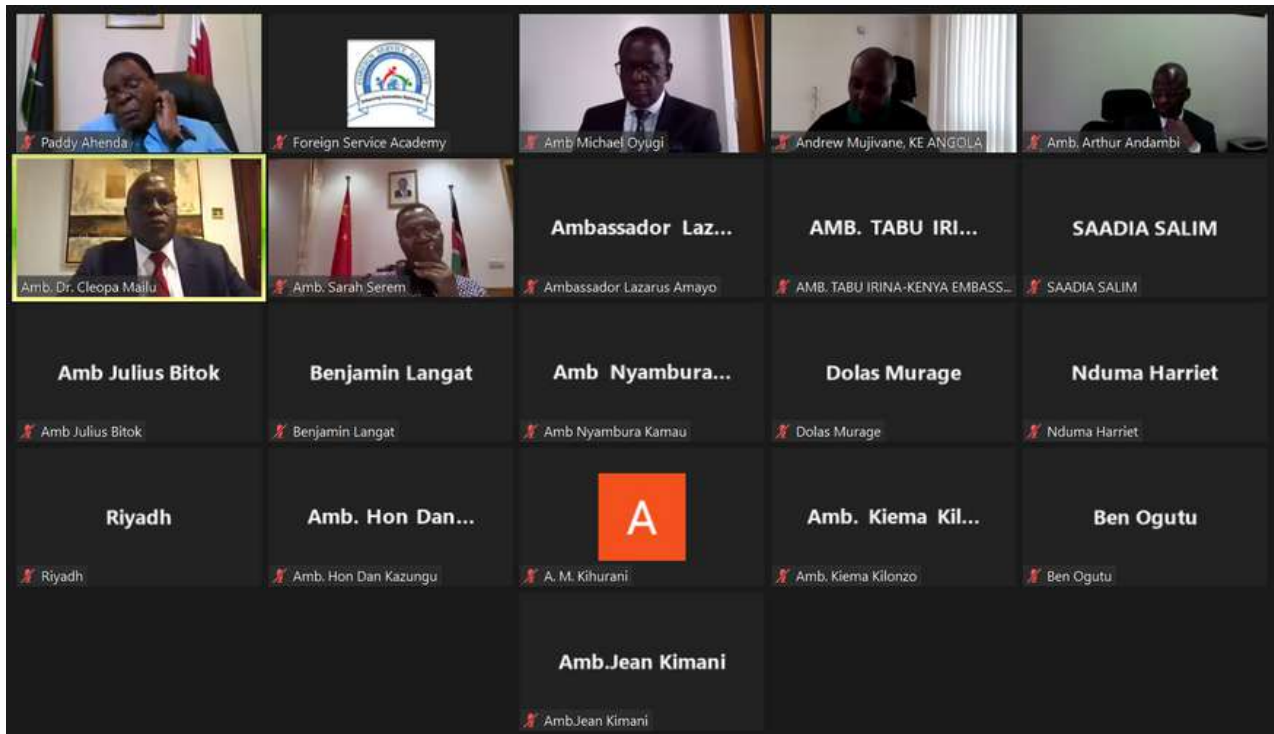 Paddy Ahenda
FOREIGN SERVICE ACADEMY
Foreign Service Academy
Amb Michael Oyugi
Andrew Mujivane, KE ANGOLA
Amb. Arthur Andambi
Amb. Dr. Cleopa Mailu
Amb. Sarah Serem
Ambassador Laz...
Ambassador Lazarus Amayo
AMB. TABU IRI...
AMB. TABU IRINA-KENYA EMBASS...
SAADIA SALIM
SAADIA SALIM
Amb Julius Bitok
Amb Julius Bitok
Benjamin Langat
Benjamin Langat
Amb Nyambura...
Amb Nyambura Kamau
Dolas Murage
Dolas Murage
Nduma Harriet
Nduma Harriet
Riyadh
Riyadh
Amb. Hon Dan...
Amb. Hon Dan Kazungu
A
A. M. Kihurani
Amb. Kiema Kil...
Amb. Kiema Kilonzo
Ben Ogutu
Ben Ogutu
Amb.Jean Kimani
Amb.Jean Kimani